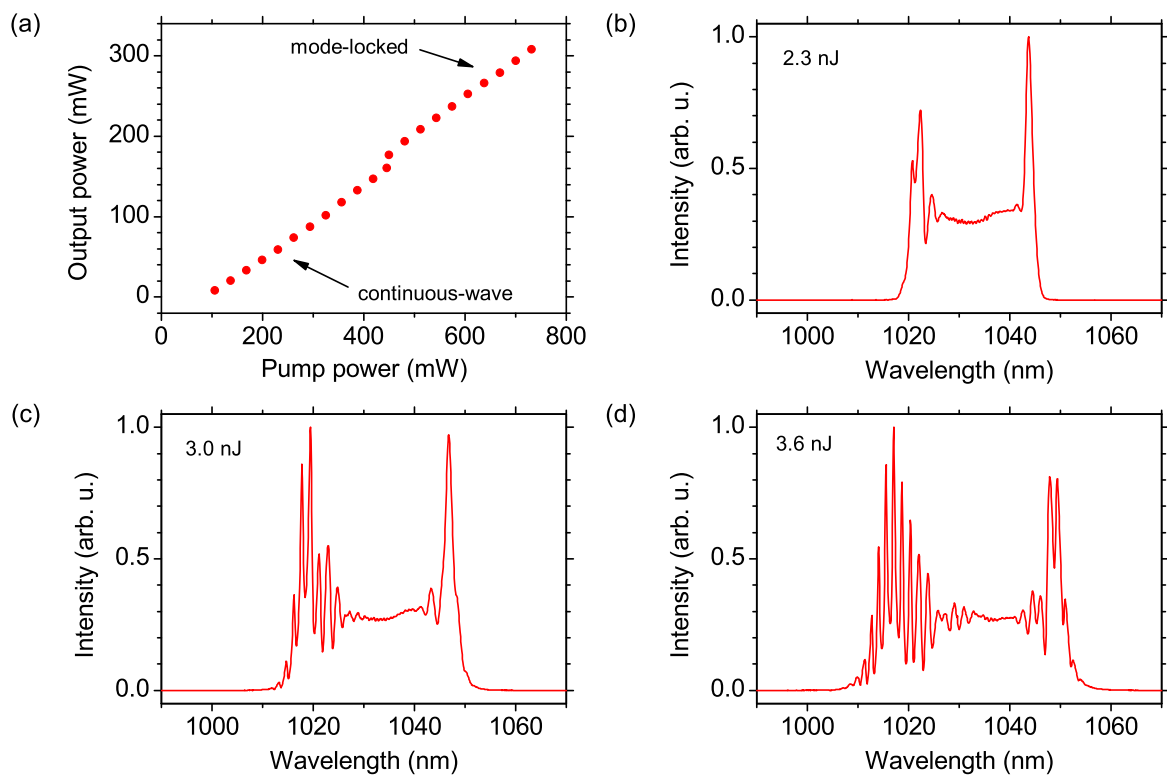 (a)
Output power (mW)
300
200
100
0
mode-locked
continuous-wave
0 200 400 600 800
Pump power (mW)
(b)
Intensity (arb. u.)
1.0
0.5
0.0
2.3 nJ
1000 1020 1040 1060
Wavelength (nm)
(c)
Intensity (arb. u.)
1.0
0.5
0.0
3.0 nJ
1000 1020 1040 1060
Wavelength (nm)
(d)
Intensity (arb. u.)
1.0
0.5
0.0
3.6 nJ
1000 1020 1040 1060
Wavelength (nm)